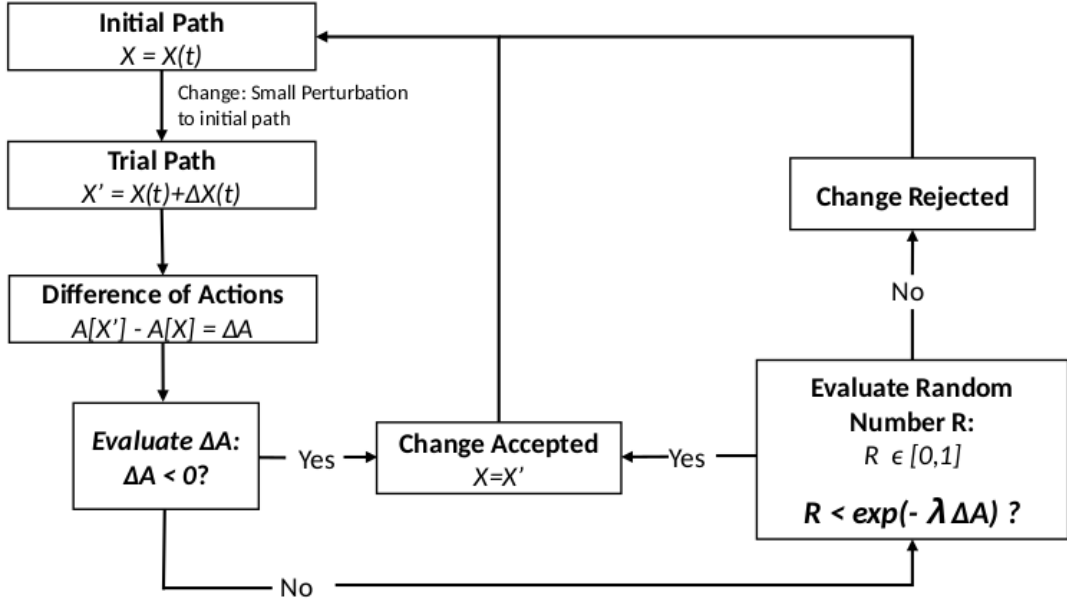 Initial Path
X = X(t)
Change: Small Perturbation
to initial path
Trial Path
X’ = X(t)+ΔX(t)
Difference of Actions
A[X’] - A[X] = ΔA
Evaluate ΔA:
ΔA < 0?
Yes
Change Accepted
X=X’
Yes
Evaluate Random
Number R:
R ϵ [0,1]
R < exp(- λ ΔA) ?
No
Change Rejected
No